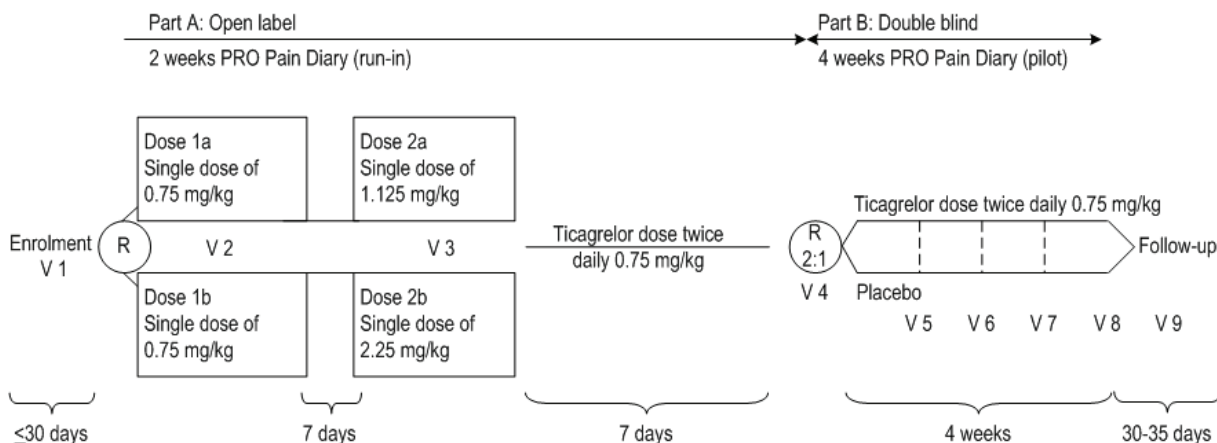 Part A: Open label
2 weeks PRO Pain Diary (run-in)
Part B: Double blind
4 weeks PRO Pain Diary (pilot)
Enrolment
V 1
R
Dose 1a
Single dose of
0.75 mg/kg
Dose 2a
Single dose of
1.125 mg/kg
V 2
V 3
Dose 1b
Single dose of
0.75 mg/kg
Dose 2b
Single dose of
2.25 mg/kg
Ticagrelor dose twice
daily 0.75 mg/kg
R
2:1
V 4
Ticagrelor dose twice daily 0.75 mg/kg
Placebo
Follow-up
V 5
V 6
V 7
V 8
V 9
≤30 days
7 days
7 days
4 weeks
30-35 days